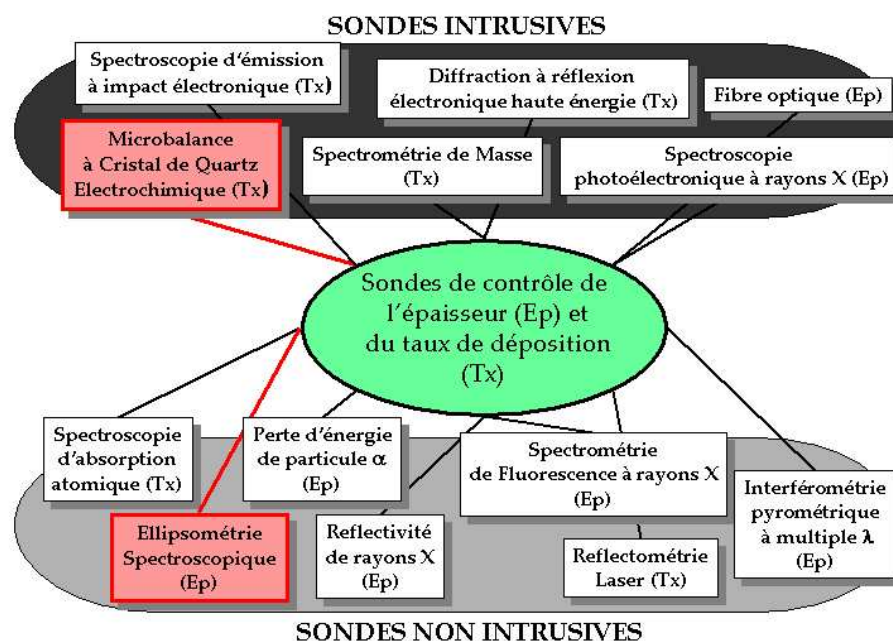 SONDES INTRUSIVES
Spectroscopie d'émission
à impact électronique (Tx)
Diffraction à réflexion
électronique haute énergie (Tx)
Fibre optique (Ep)
Microbalance
à Cristal de Quartz
Electrochimique (Tx)
Spectrométrie de Masse
(Tx)
Spectroscopie
photoélectronique à rayons X (Ep)
Sondes de contrôle de
l'épaisseur (Ep) et
du taux de déposition
(Tx)
Spectroscopie
d'absorption
atomique (Tx)
Perte d'énergie
de particule α
(Ep)
Spectrométrie
de Fluorescence à rayons X
(Ep)
Interférométrie
pyrométrique
à multiple λ
(Ep)
Ellipsométrie
Spectroscopique
(Ep)
Reflectivité
de rayons X
(Ep)
Reflectométrie
Laser (Tx)
SONDES NON INTRUSIVES